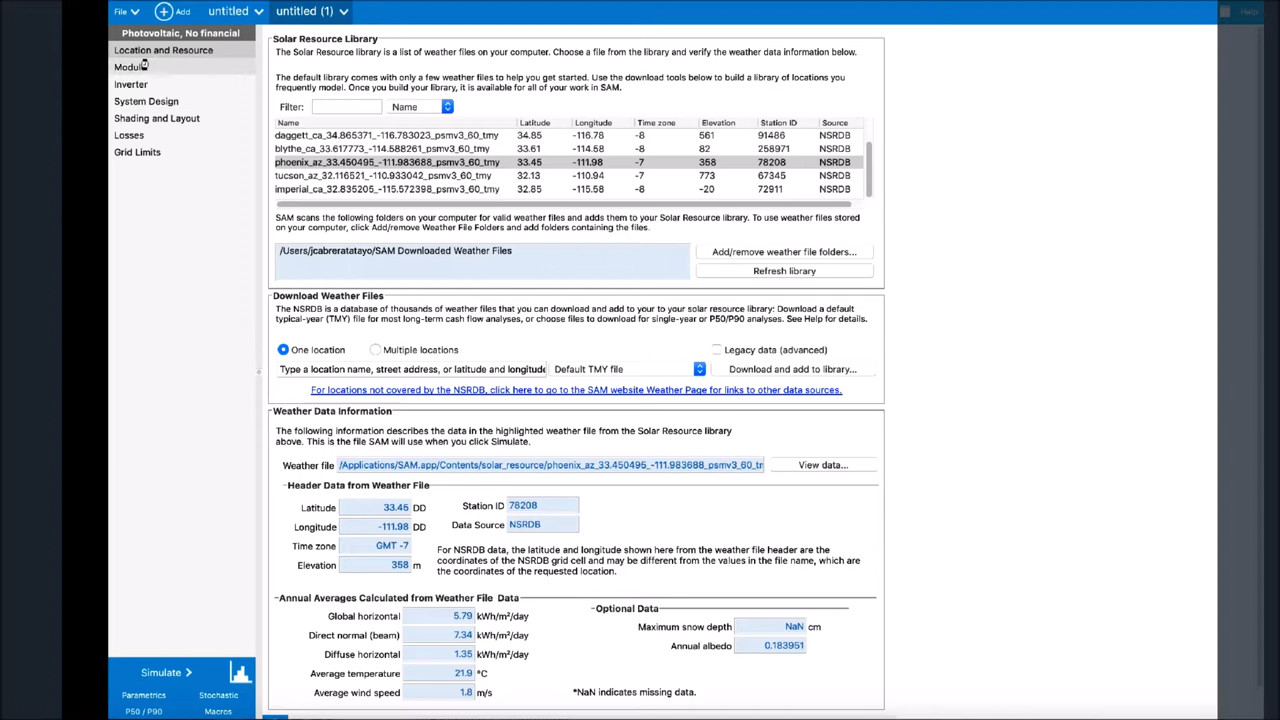 File
Add
untitled
untitled (1)
Help
Photovoltaic, No financial
Location and Resource
Modul
Inverter
System Design
Shading and Layout
Losses
Grid Limits
Simulate >
Parametrics
Stochastic
P50 / P90
Macros
Solar Resource Library
The Solar Resource library is a list of weather files on your computer. Choose a file from the library and verify the weather data information below.
The default library comes with only a few weather files to help you get started. Use the download tools below to build a library of locations you
frequently model. Once you build your library, it is available for all of your work in SAM.
Filter:
Name
Name Latitude Longitude Time zone Elevation Station ID Source
daggett_ca_34.865371_-116.783023_psmv3_60_tmy 34.85 -116.78 -8 561 91486 NSRDB
blythe_ca_33.617773_-114.588261_psmv3_60_tmy 33.61 -114.58 -8 82 258971 NSRDB
phoenix_az_33.450495_-111.983688_psmv3_60_tmy 33.45 -111.98 -7 358 78208 NSRDB
tucson_az_32.116521_-110.933042_psmv3_60_tmy 32.13 -110.94 -7 773 67345 NSRDB
imperial_ca_32.835205_-115.572398_psmv3_60_tmy 32.85 -115.58 -8 -20 72911 NSRDB
SAM scans the following folders on your computer for valid weather files and adds them to your Solar Resource library. To use weather files stored
on your computer, click Add/remove Weather File Folders and add folders containing the files.
/Users/jcabreratatayo/SAM Downloaded Weather Files
Add/remove weather file folders...
Refresh library
Download Weather Files
The NSRDB is a database of thousands of weather files that you can download and add to your to your solar resource library: Download a default
typical-year (TMY) file for most long-term cash flow analyses, or choose files to download for single-year or P50/P90 analyses. See Help for details.
One location
Multiple locations
Legacy data (advanced)
Type a location name, street address, or latitude and longitude
Default TMY file
Download and add to library...
For locations not covered by the NSRDB, click here to go to the SAM website Weather Page for links to other data sources.
Weather Data Information
The following information describes the data in the highlighted weather file from the Solar Resource library
above. This is the file SAM will use when you click Simulate.
Weather file /Applications/SAM.app/Contents/solar_resource/phoenix_az_33.450495_-111.983688_psmv3_60_tr
View data...
Header Data from Weather File
Latitude 33.45 DD
Longitude -111.98 DD
Time zone GMT -7
Elevation 358 m
Station ID 78208
Data Source NSRDB
For NSRDB data, the latitude and longitude shown here from the weather file header are the
coordinates of the NSRDB grid cell and may be different from the values in the file name, which are
the coordinates of the requested location.
Annual Averages Calculated from Weather File Data
Global horizontal 5.79 kWh/m²/day
Direct normal (beam) 7.34 kWh/m²/day
Diffuse horizontal 1.35 kWh/m²/day
Average temperature 21.9 °C
Average wind speed 1.8 m/s
Optional Data
Maximum snow depth NaN cm
Annual albedo 0.183951
*NaN indicates missing data.